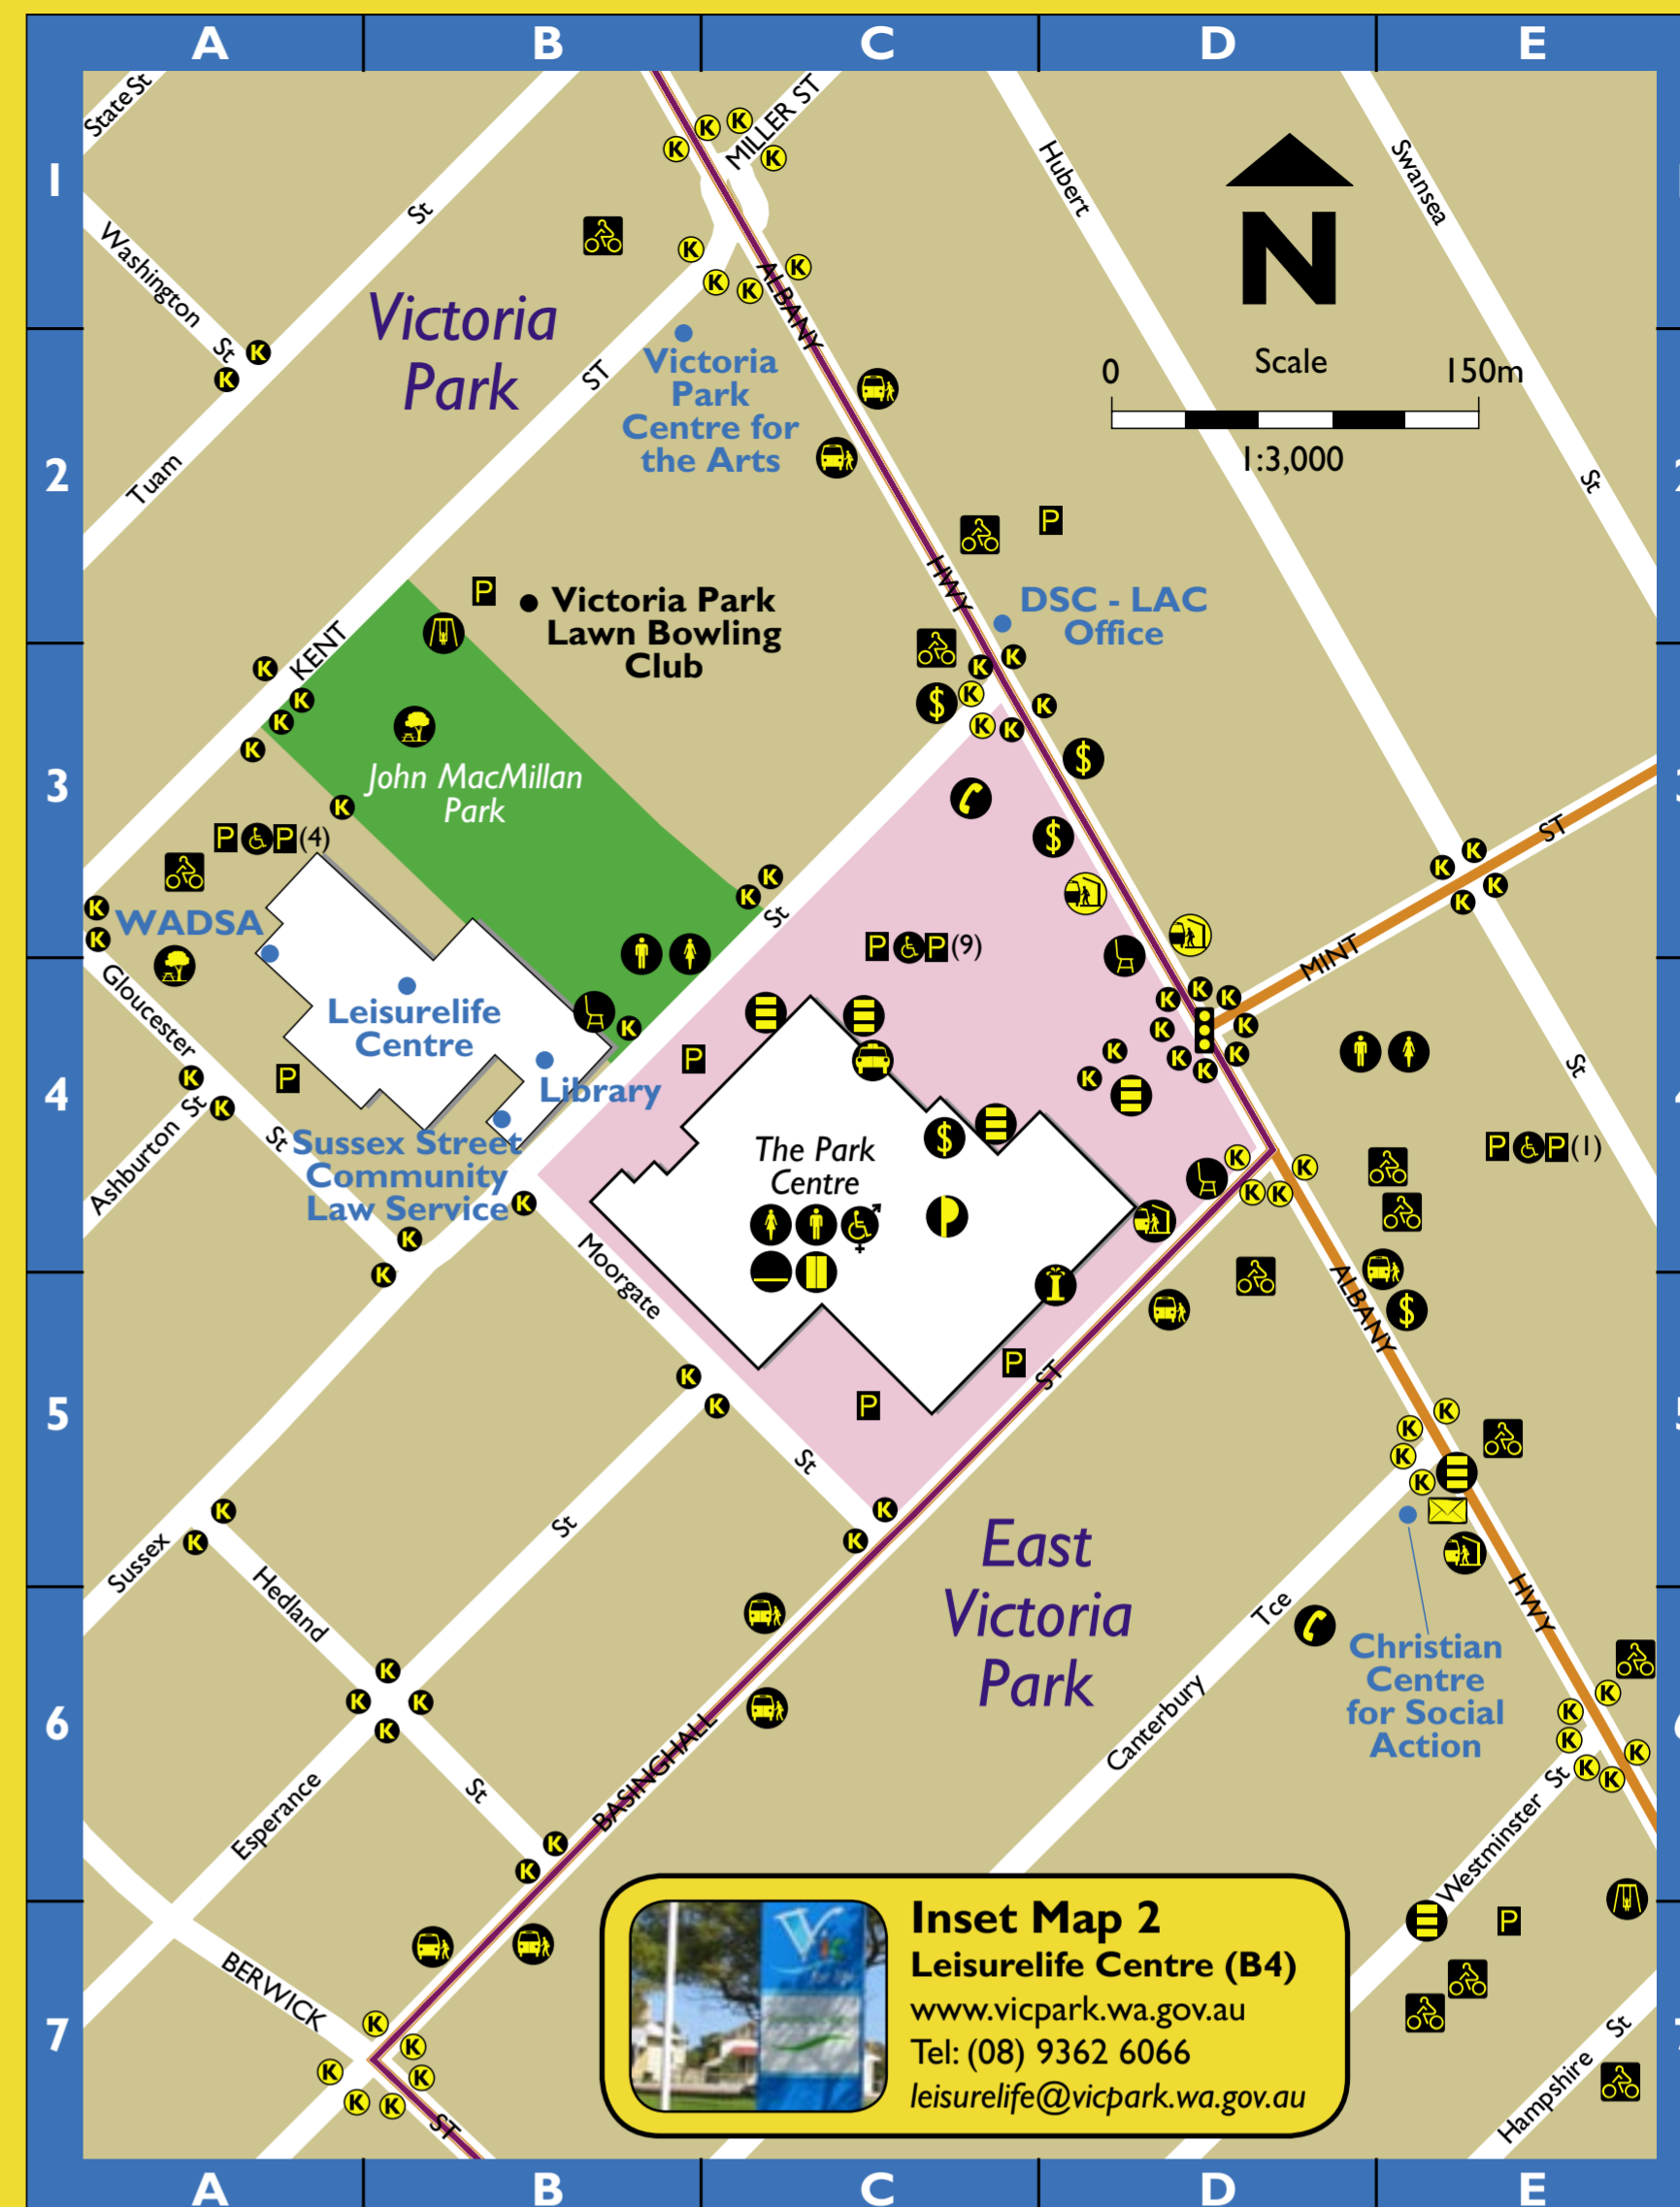 A B C D E
State St
MILLER ST
1
Hubert
Swansea
Washington
St
St
N
ALBANY
Victoria
Park
Victoria
Park
Centre for
the Arts
ST
Scale
0 150m
1:3,000
2
Tuam
St
P
HWY
DSC - LAC
Office
P
Victoria Park
Lawn Bowling
Club
KENT
3
John MacMillan
Park
P P (4)
ST
WADSA
St
P P (9)
MINT
Gloucester
Leisurelife
Centre
4
P
P
Library
St
Ashburton St
St
Sussex Street
Community
Law Service
The Park
Centre
P P (1)
Moorgate
ALBANY
P
ST
5
P
St
Sussex
St
East
Victoria
Park
Hedland
Tce
HWY
Christian
Centre
for Social
Action
6
Canterbury
BASINGHALL
Esperance
St
Westminster St
P
Inset Map 2
Leisurelife Centre (B4)
www.vicpark.wa.gov.au
Tel: (08) 9362 6066
leisurelife@vicpark.wa.gov.au
BERWICK
7
ST
Hampshire St
A B C D E